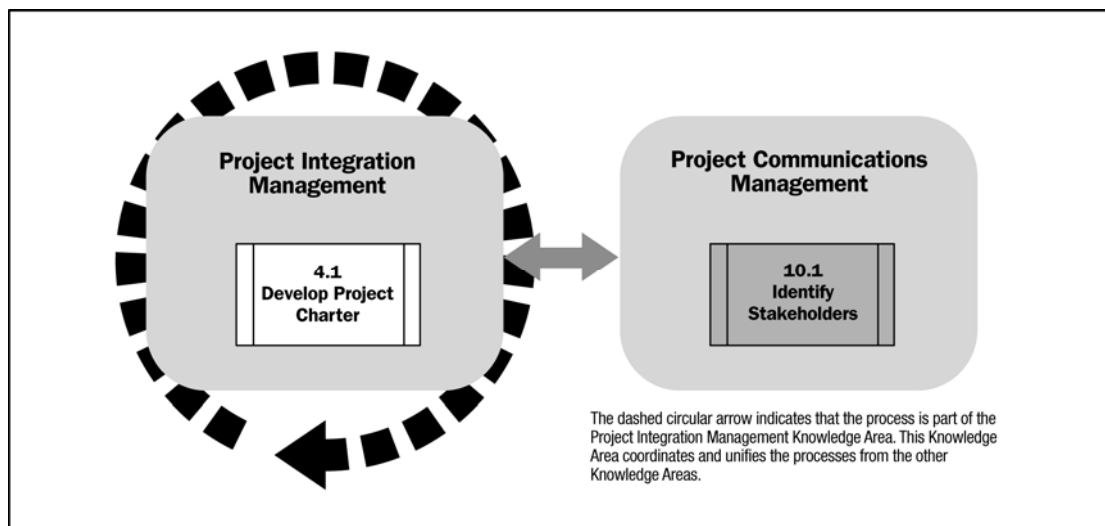 Project Integration
Management
4.1
Develop Project
Charter
Project Communications
Management
10.1
Identify
Stakeholders
The dashed circular arrow indicates that the process is part of the
Project Integration Management Knowledge Area. This Knowledge
Area coordinates and unifies the processes from the other
Knowledge Areas.